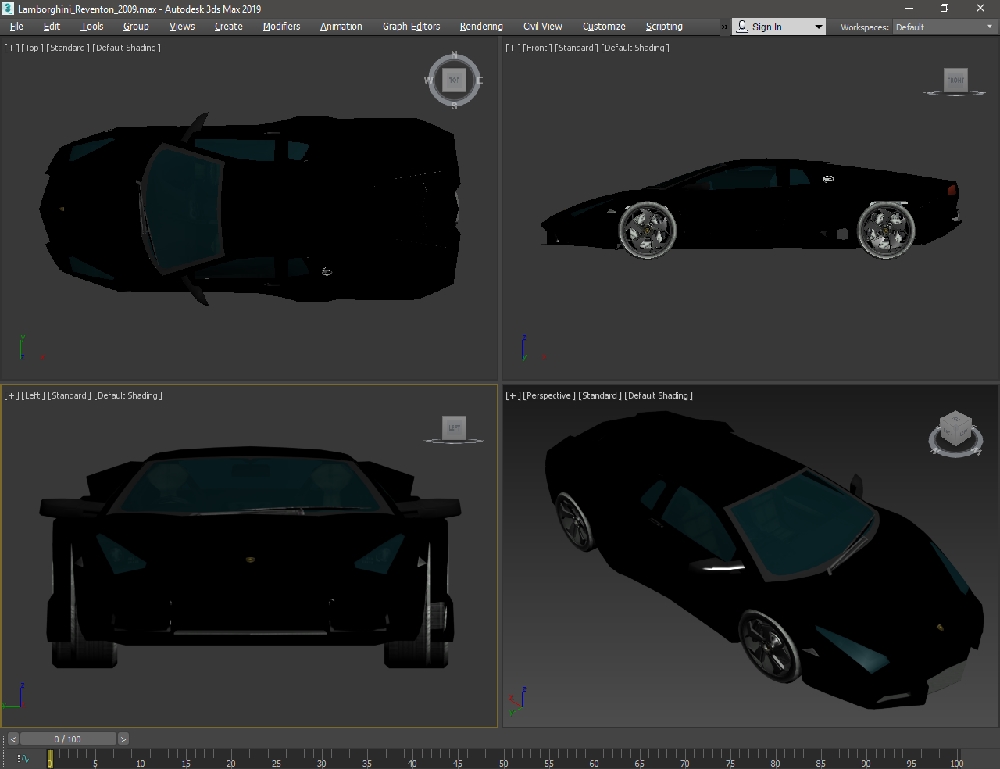 Lamborghini_Reventon_2009.max - Autodesk 3ds Max 2019
File Edit Tools Group Views Create Modifiers Animation Graph Editors Rendering Civil View Customize Scripting » Sign In Workspaces: Default
[+] [Top] [Standard] [Default Shading]
[+] [Front] [Standard] [Default Shading]
N
W TOP E
S
FRONT
y
x
z
x
[+] [Left] [Standard] [Default Shading]
[+] [Perspective] [Standard] [Default Shading]
LEFT
z
y
z
x
y
< 0 / 100 >
0 5 10 15 20 25 30 35 40 45 50 55 60 65 70 75 80 85 90 95 100